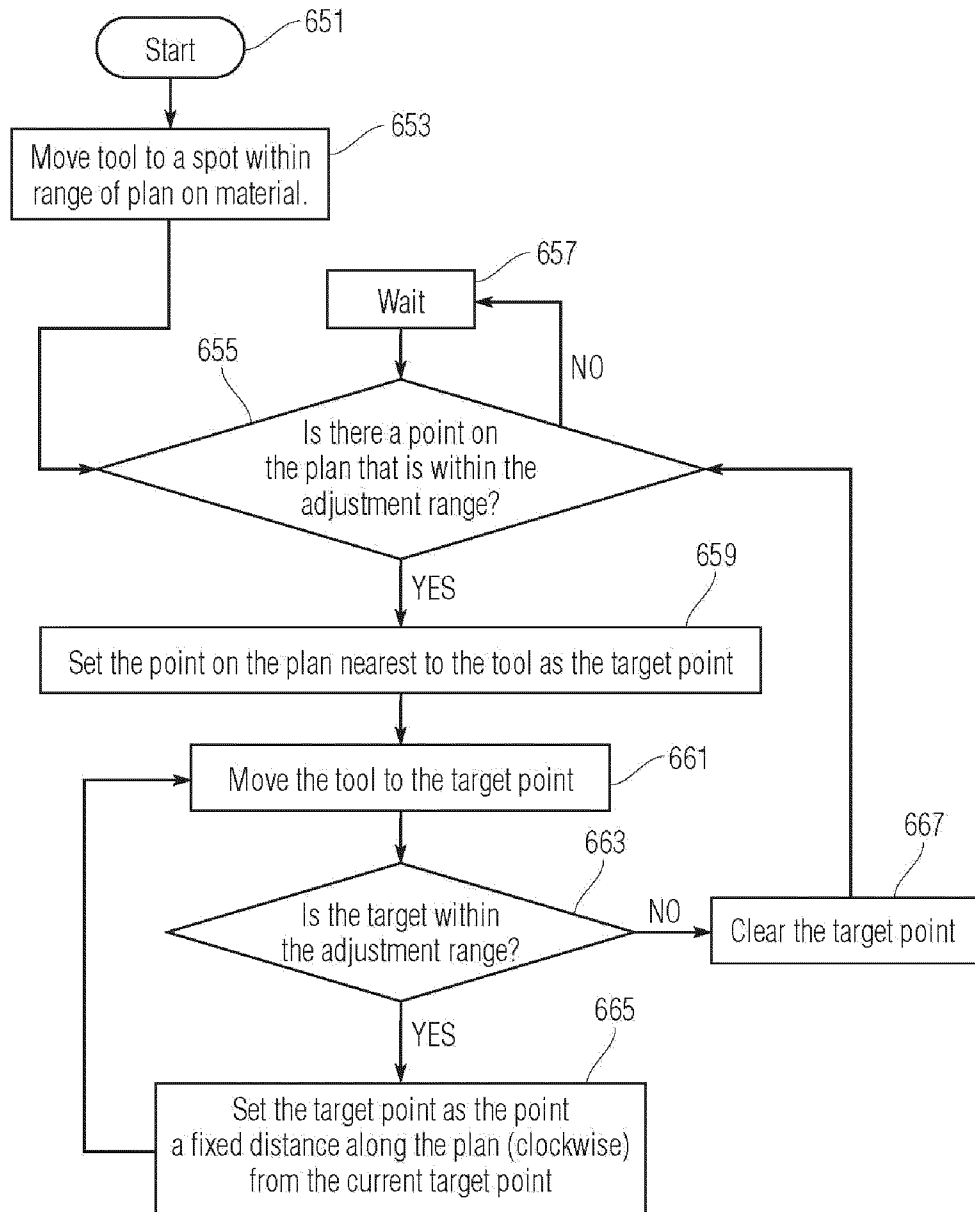 Start
651
Move tool to a spot within
range of plan on material.
653
657
Wait
655
NO
Is there a point on
the plan that is within the
adjustment range?
YES
659
Set the point on the plan nearest to the tool as the target point
Move the tool to the target point
661
663
667
Is the target within
the adjustment range?
NO
Clear the target point
YES
665
Set the target point as the point
a fixed distance along the plan (clockwise)
from the current target point